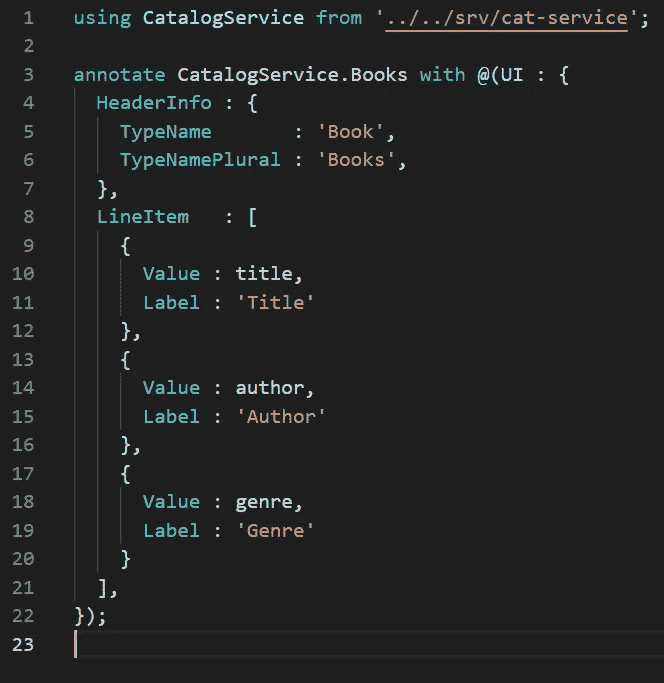 1 using CatalogService from '../../srv/cat-service';
2
3 annotate CatalogService.Books with @(UI : {
4   HeaderInfo : {
5     TypeName       : 'Book',
6     TypeNamePlural : 'Books',
7   },
8   LineItem   : [
9     {
10       Value : title,
11       Label : 'Title'
12     },
13     {
14       Value : author,
15       Label : 'Author'
16     },
17     {
18       Value : genre,
19       Label : 'Genre'
20     }
21   ],
22 });
23